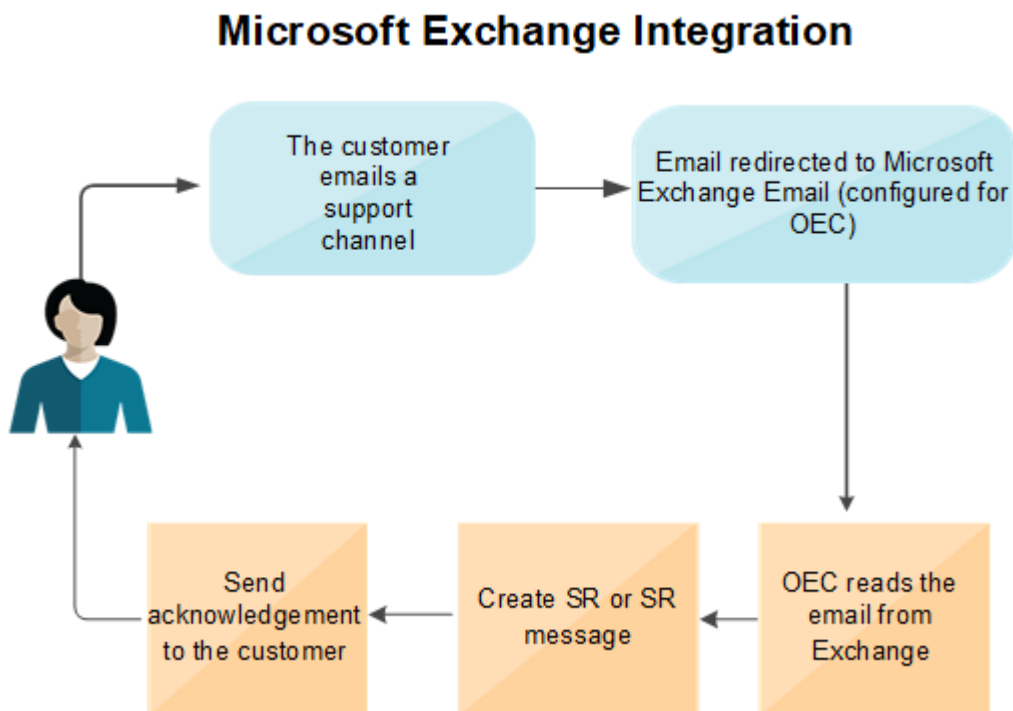 Microsoft Exchange Integration
The customer
emails a
support
channel
Email redirected to Microsoft
Exchange Email (configured for
OEC)
Send
acknowledgement
to the customer
Create SR or SR
message
OEC reads the
email from
Exchange